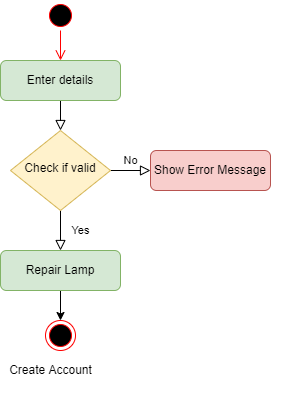 Enter details
Check if valid
No
Show Error Message
Yes
Repair Lamp
Create Account